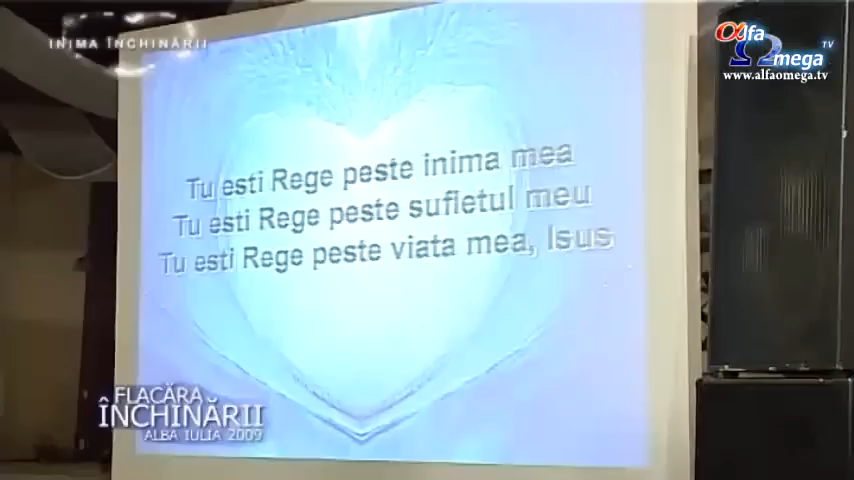 INIMA ÎNCHINĂRII
alfa
Omega TV
www.alfaomega.tv
Tu esti Rege peste inima mea
Tu esti Rege peste sufletul meu
Tu esti Rege peste viata mea, Isus
FLACĂRA
ÎNCHINĂRII
ALBA IULIA 2009